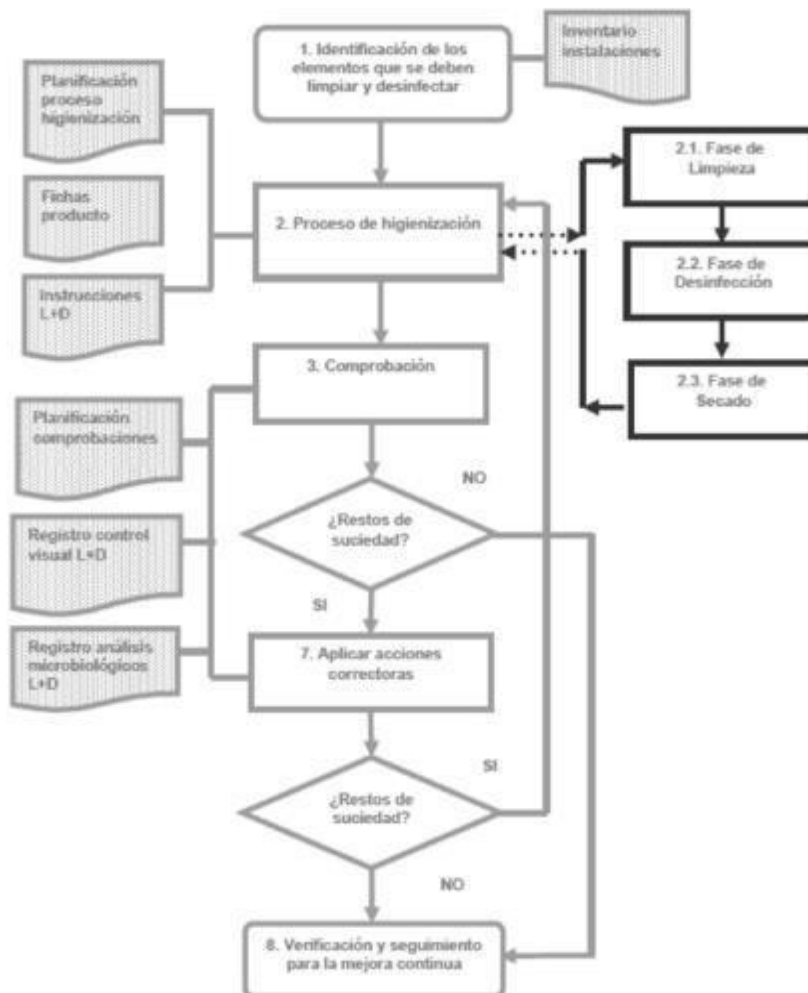 1. Identificación de los
elementos que se deben
limpiar y desinfectar
Inventario
instalaciones
Planificación
proceso
higienización
Fichas
producto
Instrucciones
L+D
2. Proceso de higienización
2.1. Fase de
Limpieza
2.2. Fase de
Desinfección
2.3. Fase de
Secado
3. Comprobación
Planificación
comprobaciones
Registro control
visual L+D
Registro análisis
microbiológicos
L+D
¿Restos de
suciedad?
NO
SI
7. Aplicar acciones
correctoras
¿Restos de
suciedad?
SI
NO
8. Verificación y seguimiento
para la mejora continua